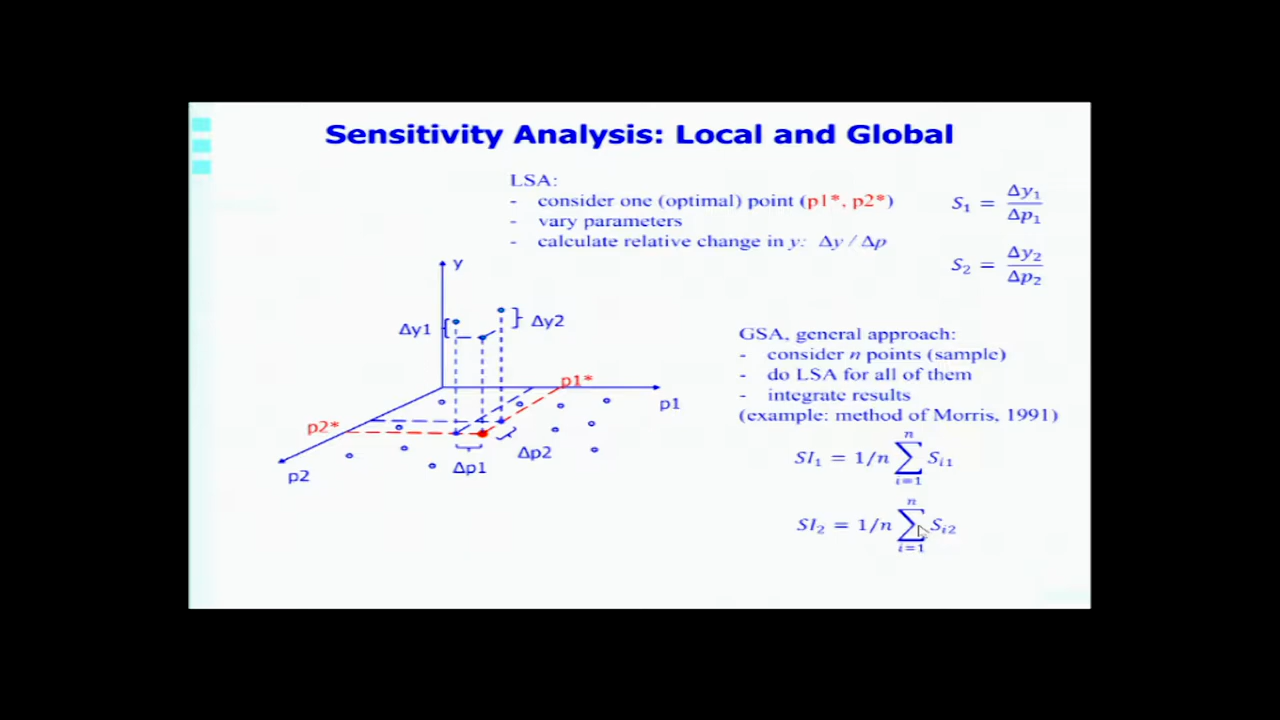 Sensitivity Analysis: Local and Global
LSA:
- consider one (optimal) point (p1*, p2*)
- vary parameters
- calculate relative change in y: Δy / Δp
S₁ = Δy₁ / Δp₁
S₂ = Δy₂ / Δp₂
y
Δy1
Δy2
p1*
p1
p2*
p2
Δp1
Δp2
GSA, general approach:
- consider n points (sample)
- do LSA for all of them
- integrate results
(example: method of Morris, 1991)
SI₁ = 1/n ∑ᵢ₌₁ⁿ Sᵢ₁
SI₂ = 1/n ∑ᵢ₌₁ⁿ Sᵢ₂